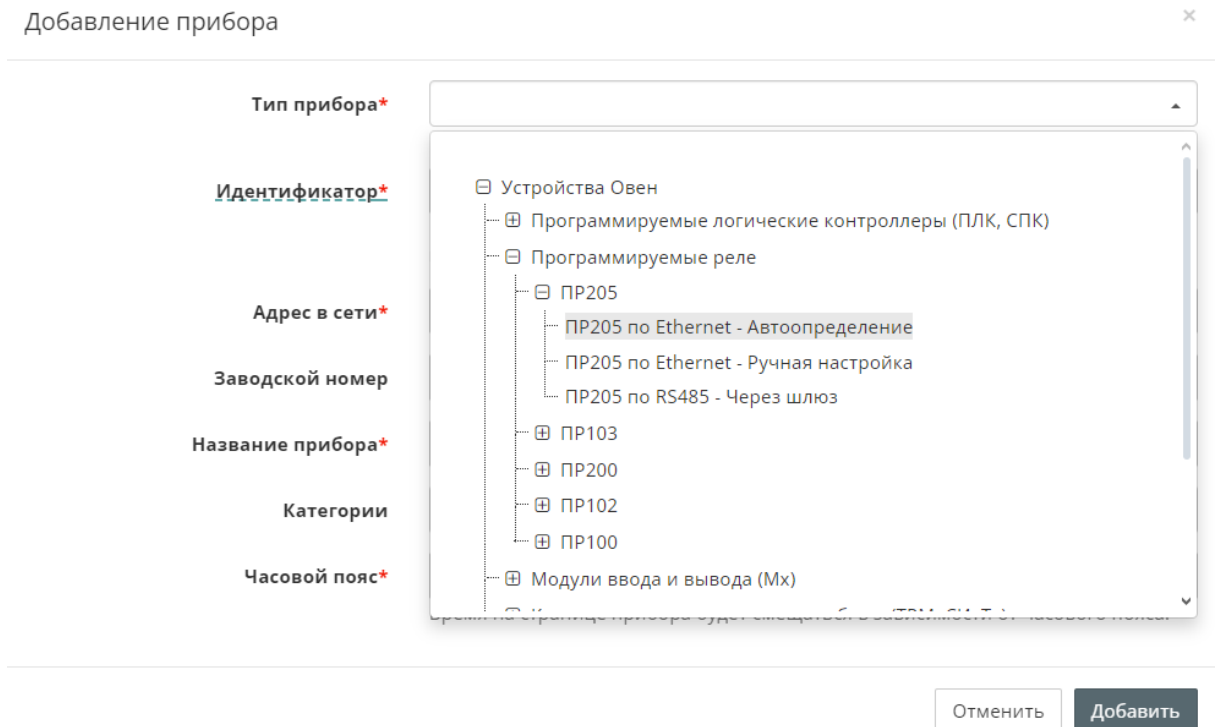 Добавление прибора
×
Тип прибора*
Идентификатор*
Устройства Овен
Программируемые логические контроллеры (ПЛК, СПК)
Программируемые реле
ПР205
ПР205 по Ethernet - Автоопределение
Адрес в сети*
ПР205 по Ethernet - Ручная настройка
Заводской номер
ПР205 по RS485 - Через шлюз
ПР103
Название прибора*
ПР200
Категории
ПР102
ПР100
Часовой пояс*
Модули ввода и вывода (Мх)
Отменить
Добавить